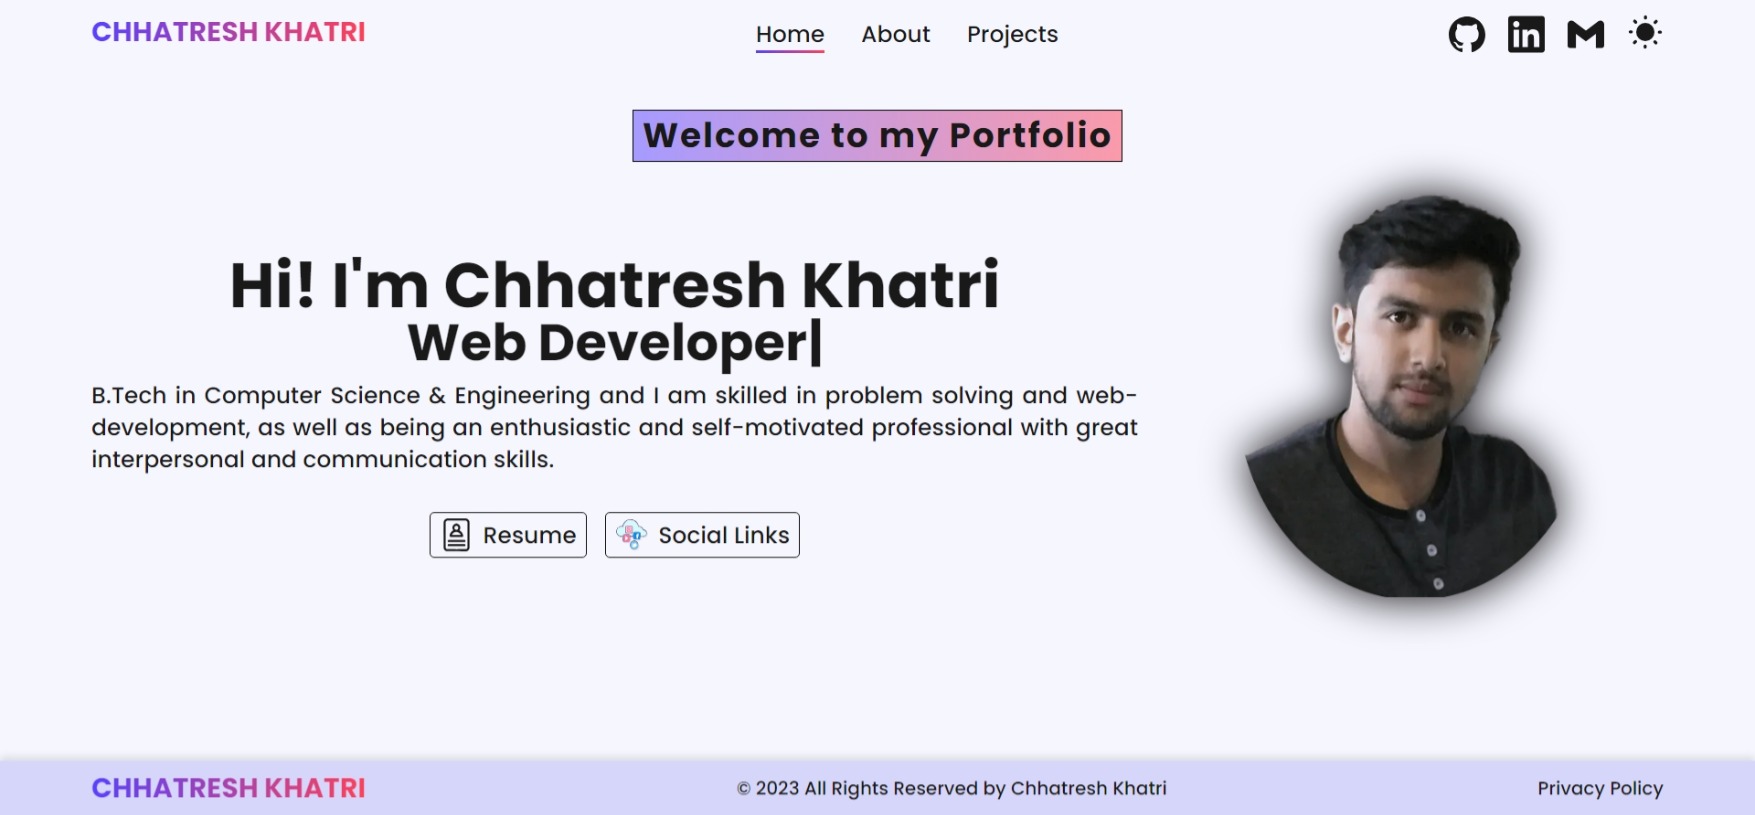 CHHATRESH KHATRI
Home
About
Projects
Welcome to my Portfolio
Hi! I'm Chhatresh Khatri
Web Developer|
B.Tech in Computer Science & Engineering and I am skilled in problem solving and web-
development, as well as being an enthusiastic and self-motivated professional with great
interpersonal and communication skills.
Resume
Social Links
CHHATRESH KHATRI
© 2023 All Rights Reserved by Chhatresh Khatri
Privacy Policy